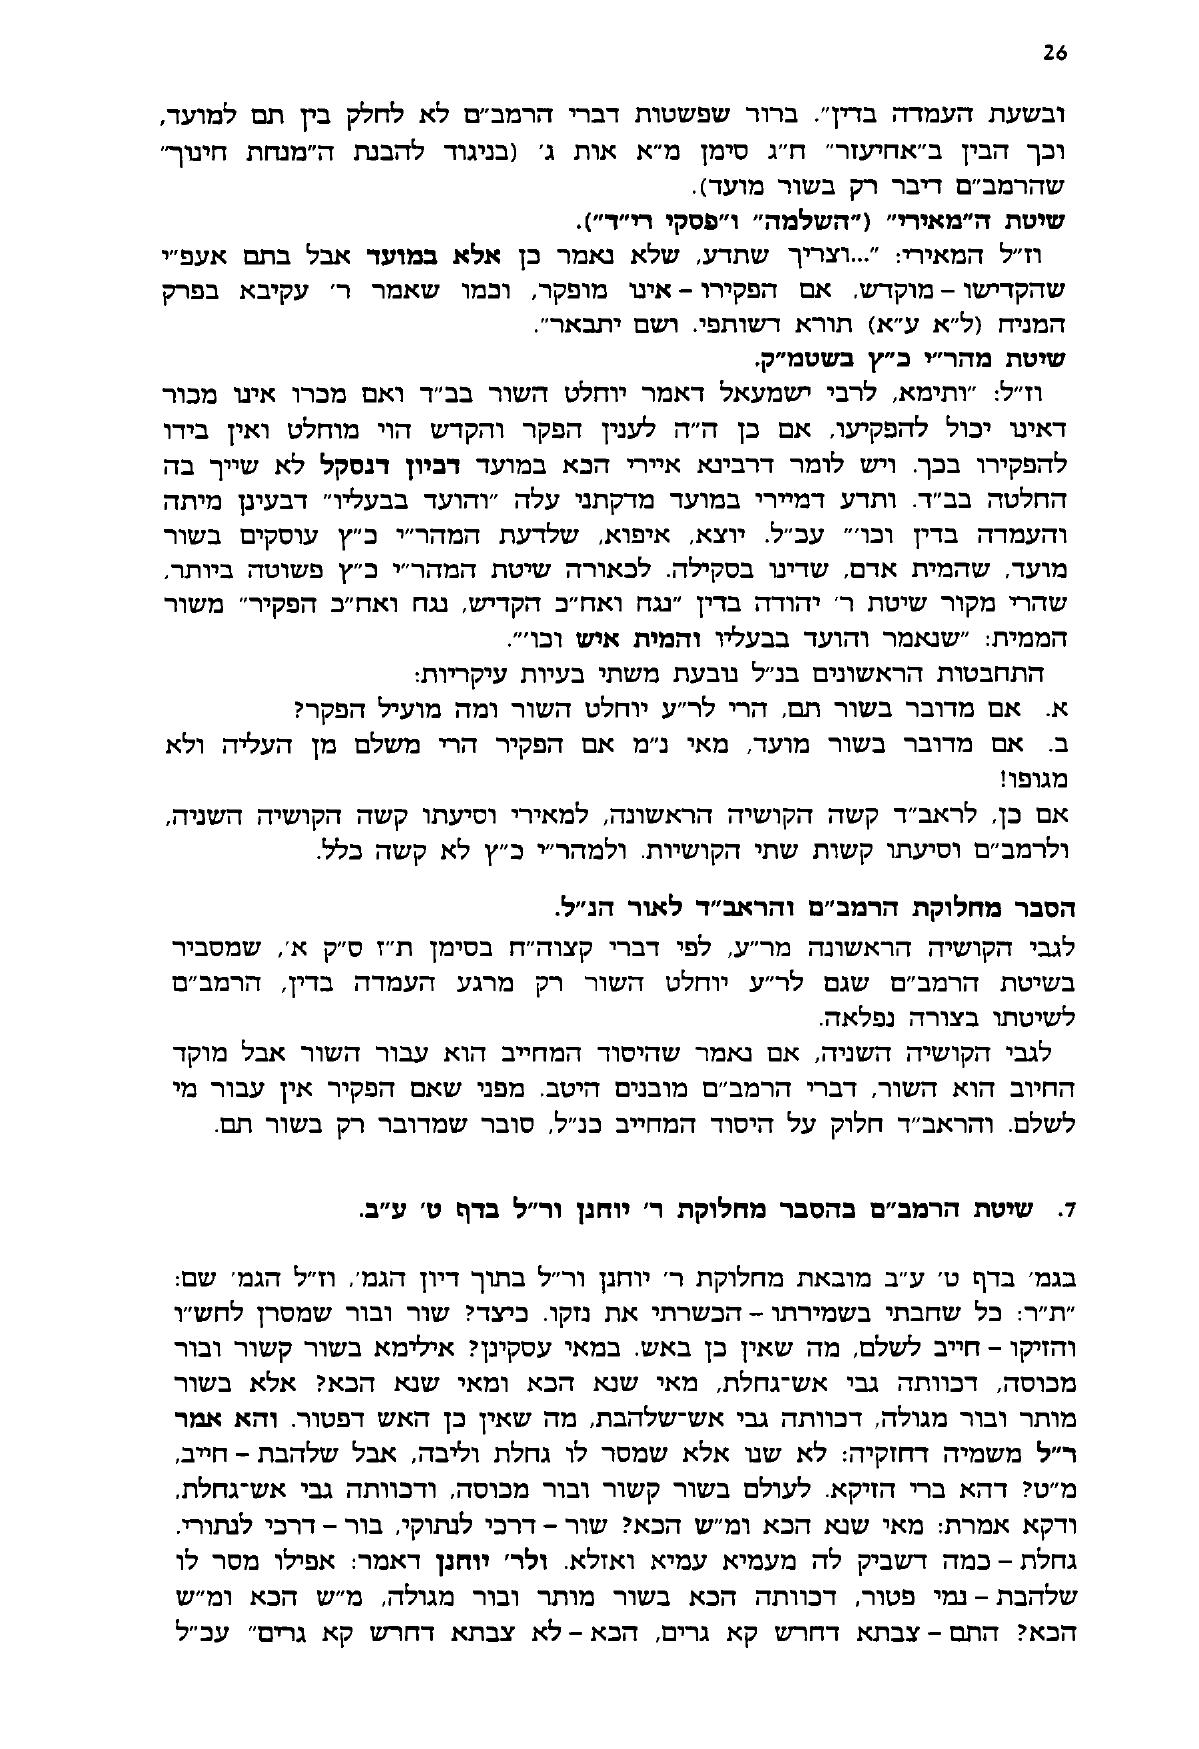 26
ובשעת העמדה בדין". ברור שפשטות דברי הרמב"ם לא לחלק בין תם למועד,
וכך הבין ב"אחיעזר" ח"ג סימן מ"א אות ג' (בניגוד להבנת ה"מנחת חינוך"
שהרמב"ם דיבר רק בשור מועד).
שיטת ה"מאירי" ("השלמה" ו"פסקי רי"ד").
וז"ל המאירי: "...וצריך שתדע, שלא נאמר כן אלא במועד אבל בתם אעפ"י
שהקדישו – מוקדש, אם הפקירו – אינו מופקר, וכמו שאמר ר' עקיבא בפרק
המניח (ל"א ע"א) תורא דשותפי. ושם יתבאר".
שיטת מהר"י כ"ץ בשטמ"ק.
וז"ל: "ותימא, לרבי ישמעאל דאמר יוחלט השור בב"ד ואם מכרו אינו מכור
דאינו יכול להפקיעו, אם כן ה"ה לענין הפקר והקדש הוי מוחלט ואין בידו
להפקירו בכך. ויש לומר דרבינא איירי הכא במועד דביון דנסקל לא שייך בה
החלטה בב"ד. ותדע דמיירי במועד מדקתני עלה "והועד בבעליו" דבעינן מיתה
והעמדה בדין וכו'" עכ"ל. יוצא, איפוא, שלדעת המהר"י כ"ץ עוסקים בשור
מועד, שהמית אדם, שדינו בסקילה. לכאורה שיטת המהר"י כ"ץ פשוטה ביותר,
שהרי מקור שיטת ר' יהודה בדין "נגח ואח"כ הקדיש, נגח ואח"כ הפקיר" משור
הממית: "שנאמר והועד בבעליו והמית איש וכו'".
התחבטות הראשונים בנ"ל נובעת משתי בעיות עיקריות:
א. אם מדובר בשור תם, הרי לר"ע יוחלט השור ומה מועיל הפקר?
ב. אם מדובר בשור מועד, מאי נ"מ אם הפקיר הרי משלם מן העליה ולא
מגופו!
אם כן, לראב"ד קשה הקושיה הראשונה, למאירי וסיעתו קשה הקושיה השניה,
ולרמב"ם וסיעתו קשות שתי הקושיות. ולמהר"י כ"ץ לא קשה כלל.
הסבר מחלוקת הרמב"ם והראב"ד לאור הנ"ל.
לגבי הקושיה הראשונה מר"ע, לפי דברי קצוה"ח בסימן ת"ז ס"ק א', שמסביר
בשיטת הרמב"ם שגם לר"ע יוחלט השור רק מרגע העמדה בדין, הרמב"ם
לשיטתו בצורה נפלאה.
לגבי הקושיה השניה, אם נאמר שהיסוד המחייב הוא עבור השור אבל מוקד
החיוב הוא השור, דברי הרמב"ם מובנים היטב. מפני שאם הפקיר אין עבור מי
לשלם. והראב"ד חלוק על היסוד המחייב כנ"ל, סובר שמדובר רק בשור תם.
7. שיטת הרמב"ם בהסבר מחלוקת ר' יוחנן ור"ל בדף ט' ע"ב.
בגמ' בדף ט' ע"ב מובאת מחלוקת ר' יוחנן ור"ל בתוך דיון הגמ'. וז"ל הגמ' שם:
"ת"ר: כל שחבתי בשמירתו – הכשרתי את נזקו. כיצד? שור ובור שמסרן לחש"ו
והזיקו – חייב לשלם, מה שאין כן באש. במאי עסקינן? אילימא בשור קשור ובור
מכוסה, דכוותה גבי אש־גחלת, מאי שנא הכא ומאי שנא הכא? אלא בשור
מותר ובור מגולה, דכוותה גבי אש־שלהבת, מה שאין כן האש דפטור. והא אמר
ר"ל משמיה דחזקיה: לא שנו אלא שמסר לו גחלת וליבה, אבל שלהבת – חייב,
מ"ט? דהא ברי הזיקא. לעולם בשור קשור ובור מכוסה, ודכוותה גבי אש־גחלת,
ודקא אמרת: מאי שנא הכא ומ"ש הכא? שור – דרכי לנתוקי, בור – דרכי לנתורי.
גחלת – כמה דשביק לה מעמיא עמיא ואזלא. ולר' יוחנן דאמר: אפילו מסר לו
שלהבת – נמי פטור, דכוותה הכא בשור מותר ובור מגולה, מ"ש הכא ומ"ש
הכא? התם – צבתא דחרש קא גרים, הכא – לא צבתא דחרש קא גרים" עכ"ל